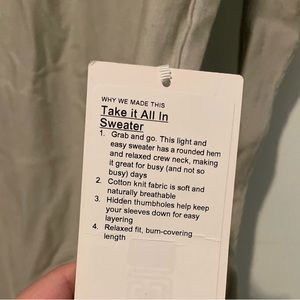 WHY WE MADE THIS
Take it All In
Sweater
1. Grab and go. This light and
easy sweater has a rounded hem
and relaxed crew neck, making
it great for busy (and not so
busy) days
2. Cotton knit fabric is soft and
naturally breathable
3. Hidden thumbholes help keep
your sleeves down for easy
layering
4. Relaxed fit, bum-covering
length